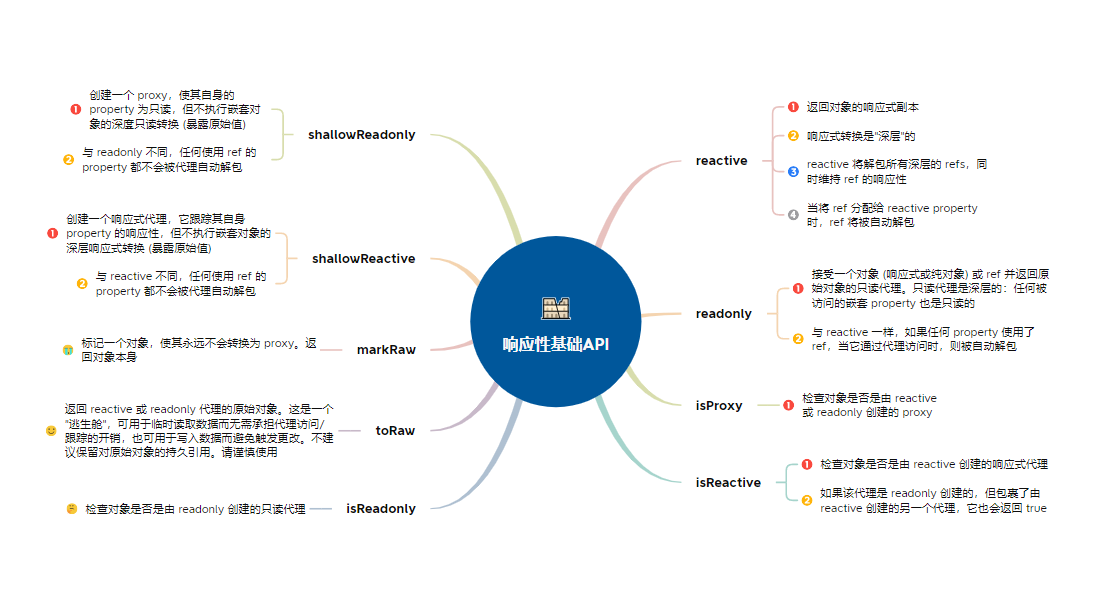 响应性基础API
reactive
1 返回对象的响应式副本
2 响应式转换是"深层"的
3 reactive 将解包所有深层的 refs，同
时维持 ref 的响应性
4 当将 ref 分配给 reactive property
时，ref 将被自动解包
readonly
1 接受一个对象 (响应式或纯对象) 或 ref 并返回原
始对象的只读代理。只读代理是深层的：任何被
访问的嵌套 property 也是只读的
2 与 reactive 一样，如果任何 property 使用了
ref，当它通过代理访问时，则被自动解包
isProxy
1 检查对象是否是由 reactive
或 readonly 创建的 proxy
isReactive
1 检查对象是否是由 reactive 创建的响应式代理
2 如果该代理是 readonly 创建的，但包裹了由
reactive 创建的另一个代理，它也会返回 true
shallowReadonly
1 创建一个 proxy，使其自身的
property 为只读，但不执行嵌套对
象的深度只读转换 (暴露原始值)
2 与 readonly 不同，任何使用 ref 的
property 都不会被代理自动解包
shallowReactive
1 创建一个响应式代理，它跟踪其自身
property 的响应性，但不执行嵌套对象的
深层响应式转换 (暴露原始值)
2 与 reactive 不同，任何使用 ref 的
property 都不会被代理自动解包
markRaw
标记一个对象，使其永远不会转换为 proxy。返
回对象本身
toRaw
返回 reactive 或 readonly 代理的原始对象。这是一个
"逃生舱"，可用于临时读取数据而无需承担代理访问/
跟踪的开销，也可用于写入数据而避免触发更改。不建
议保留对原始对象的持久引用。请谨慎使用
isReadonly
检查对象是否是由 readonly 创建的只读代理